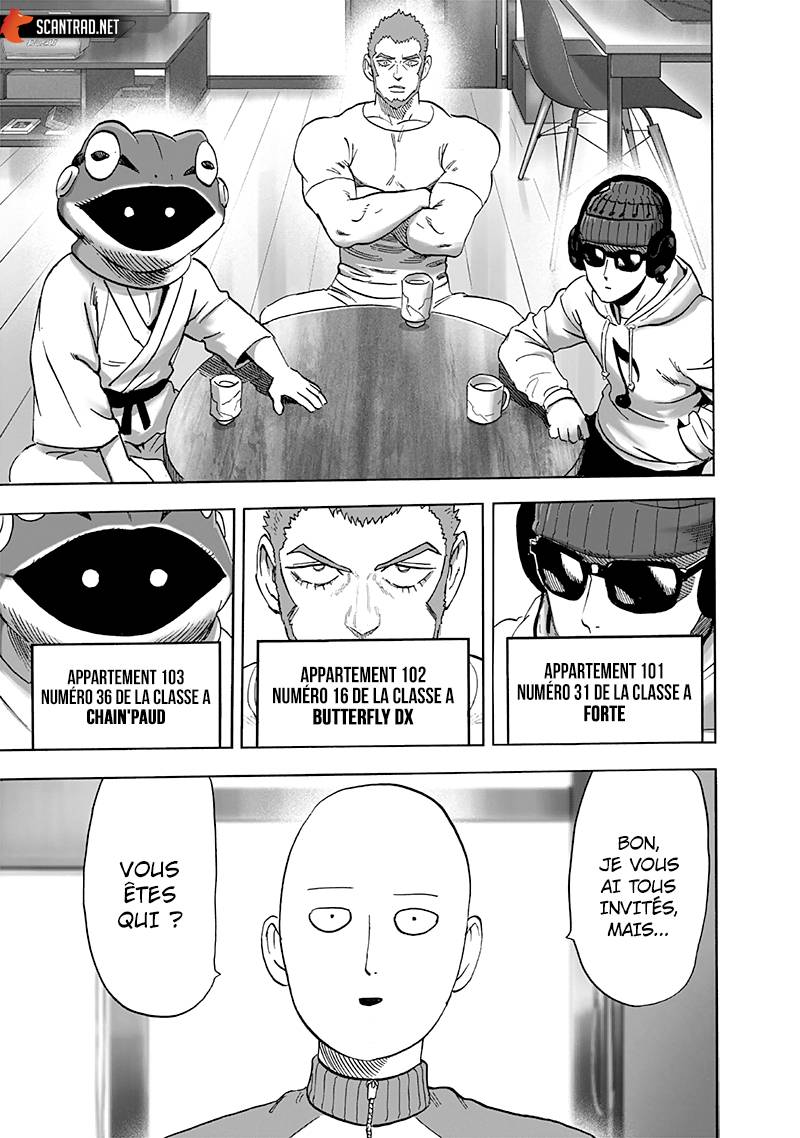 SCANTRAD.NET
APPARTEMENT 101
NUMÉRO 31 DE LA CLASSE A
FORTE
APPARTEMENT 102
NUMÉRO 16 DE LA CLASSE A
BUTTERFLY DX
APPARTEMENT 103
NUMÉRO 36 DE LA CLASSE A
CHAIN'PAUD
BON,
JE VOUS
AI TOUS
INVITÉS,
MAIS...
VOUS
ÊTES
QUI ?